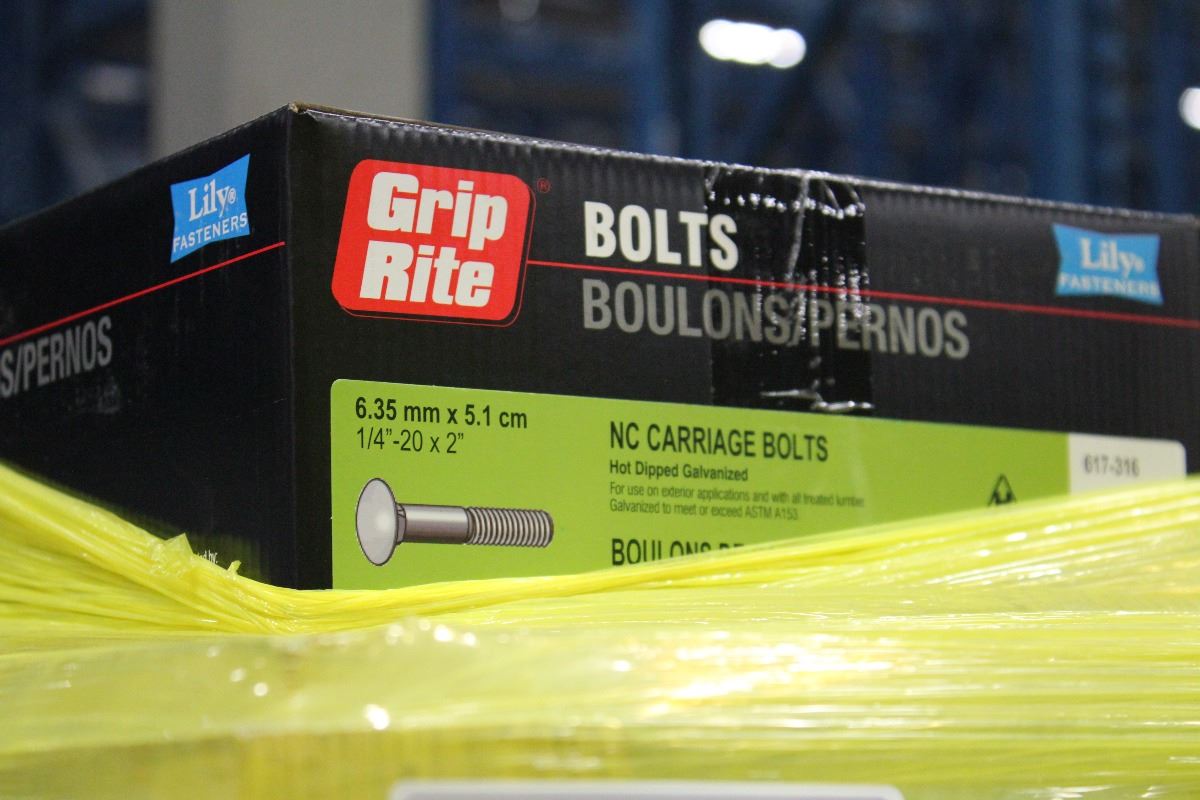 Lily®
FASTENERS
S/PERNOS
Grip
Rite
®
BOLTS
BOULONS/PERNOS
Lily®
FASTENERS
6.35 mm x 5.1 cm
1/4”-20 x 2”
NC CARRIAGE BOLTS
Hot Dipped Galvanized
For use on exterior applications and with all treated lumber.
Galvanized to meet or exceed ASTM A153.
617-316
BOULONS